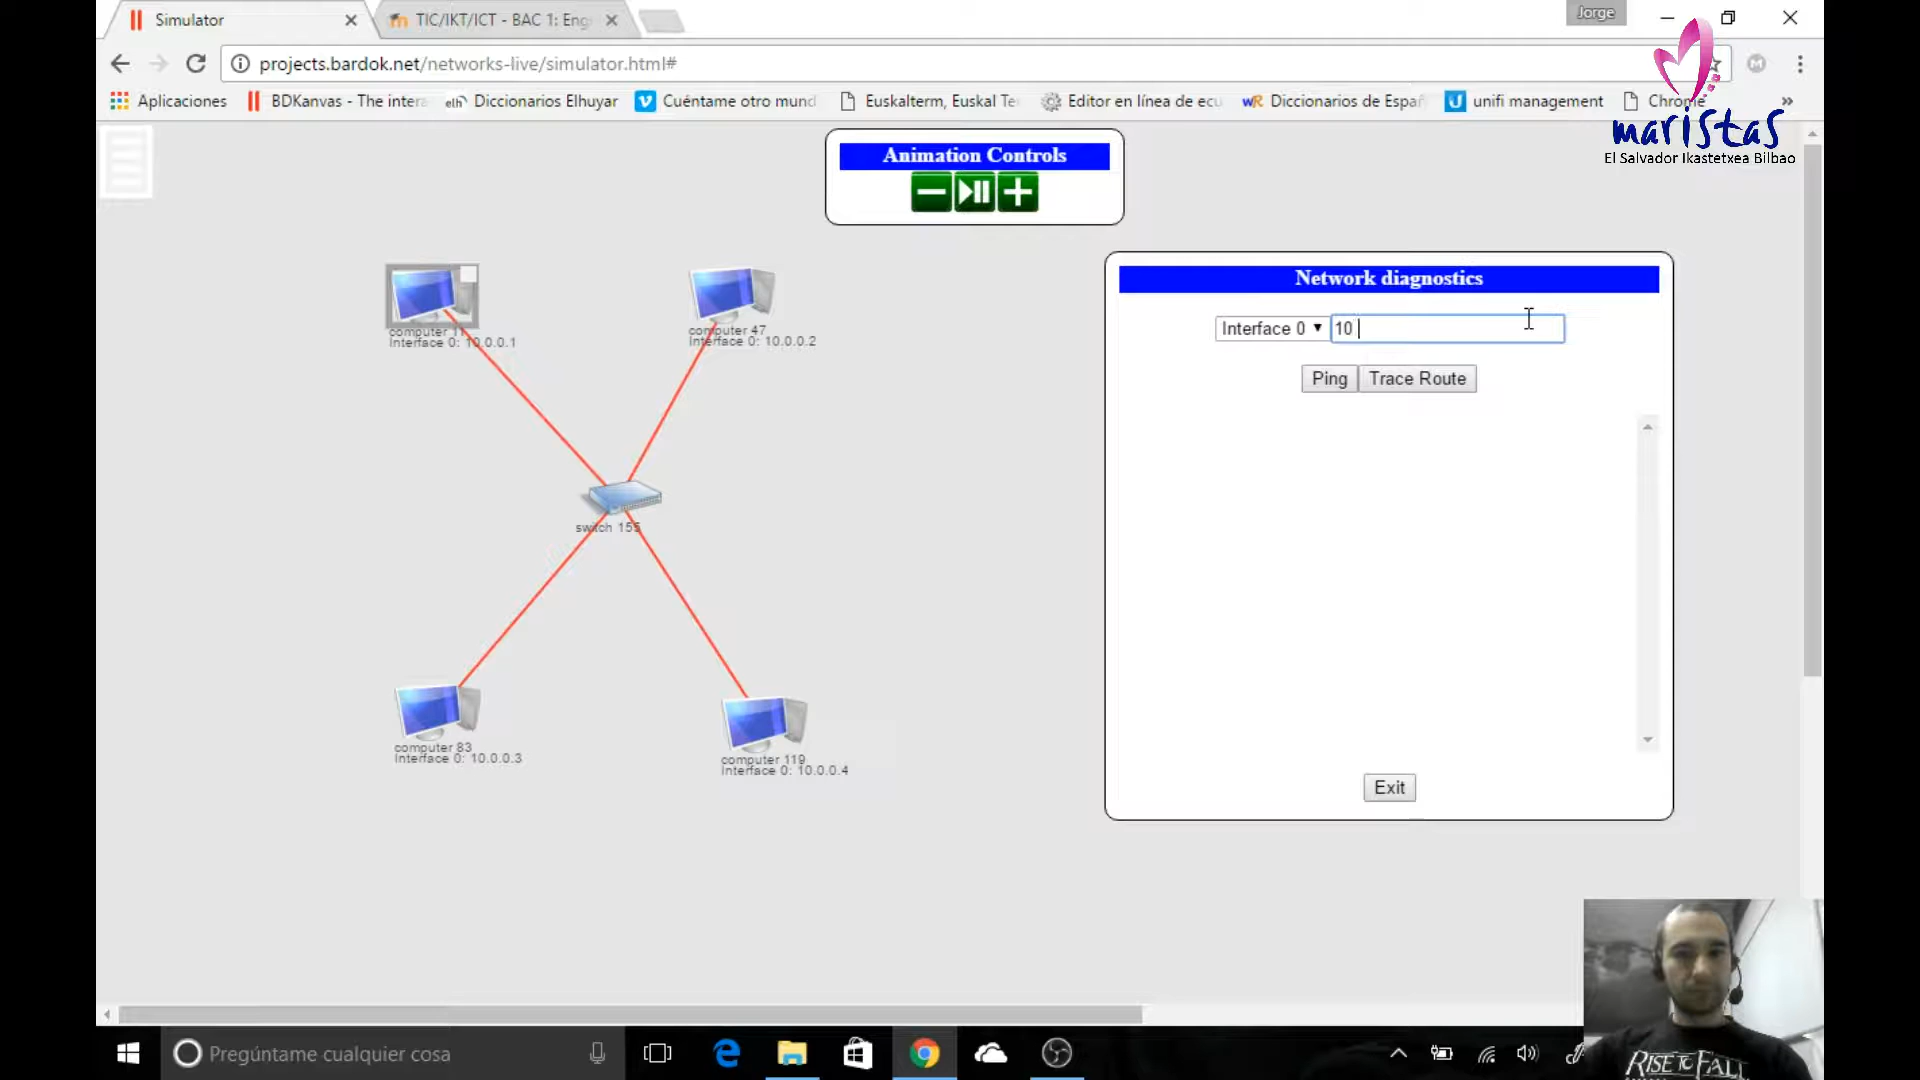 Simulator
TIC/IKT/ICT - BAC 1: Eng
Jorge
projects.bardok.net/networks-live/simulator.html#
Aplicaciones
BDKanvas - The intera
elh Diccionarios Elhuyar
Cuéntame otro mund
Euskalterm, Euskal Te
Editor en línea de ecu
WR Diccionarios de Españ
unifi management
Chrome
maristas
El Salvador Ikastetxea Bilbao
Animation Controls
Network diagnostics
Interface 0
10
Ping
Trace Route
Exit
computer 11
Interface 0: 10.0.0.1
computer 47
Interface 0: 10.0.0.2
switch 155
computer 83
Interface 0: 10.0.0.3
computer 119
Interface 0: 10.0.0.4
Pregúntame cualquier cosa
RISE TO FALL